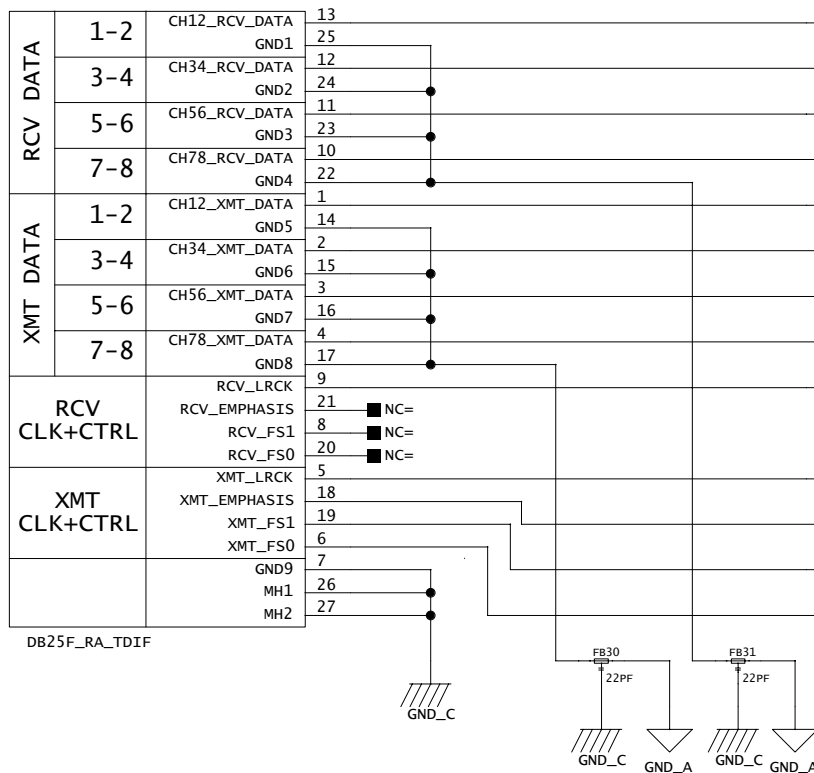 RCV DATA
1-2
CH12_RCV_DATA 13
GND1 25
3-4
CH34_RCV_DATA 12
GND2 24
5-6
CH56_RCV_DATA 11
GND3 23
7-8
CH78_RCV_DATA 10
GND4 22
XMT DATA
1-2
CH12_XMT_DATA 1
GND5 14
3-4
CH34_XMT_DATA 2
GND6 15
5-6
CH56_XMT_DATA 3
GND7 16
7-8
CH78_XMT_DATA 4
GND8 17
RCV
CLK+CTRL
RCV_LRCK 9
RCV_EMPHASIS 21 NC=
RCV_FS1 8 NC=
RCV_FS0 20 NC=
XMT
CLK+CTRL
XMT_LRCK 5
XMT_EMPHASIS 18
XMT_FS1 19
XMT_FS0 6
GND9 7
MH1 26
MH2 27
DB25F_RA_TDIF
FB30 FB31
22PF 22PF
GND_C
GND_C GND_A GND_C GND_A